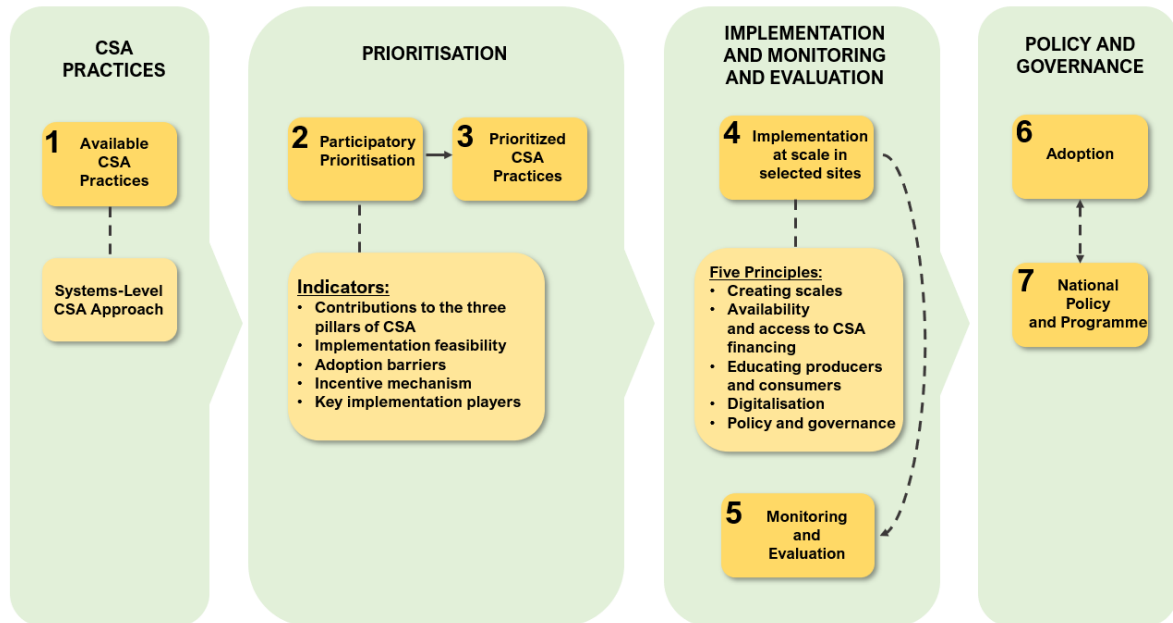 CSA
PRACTICES
1 Available
CSA
Practices
Systems-Level
CSA Approach
PRIORITISATION
2 Participatory
Prioritisation
3 Prioritized
CSA
Practices
Indicators:
• Contributions to the three
pillars of CSA
• Implementation feasibility
• Adoption barriers
• Incentive mechanism
• Key implementation players
IMPLEMENTATION
AND MONITORING
AND EVALUATION
4 Implementation
at scale in
selected sites
Five Principles:
• Creating scales
• Availability
and access to CSA
financing
• Educating producers
and consumers
• Digitalisation
• Policy and governance
5 Monitoring
and
Evaluation
POLICY AND
GOVERNANCE
6 Adoption
7 National
Policy
and Programme